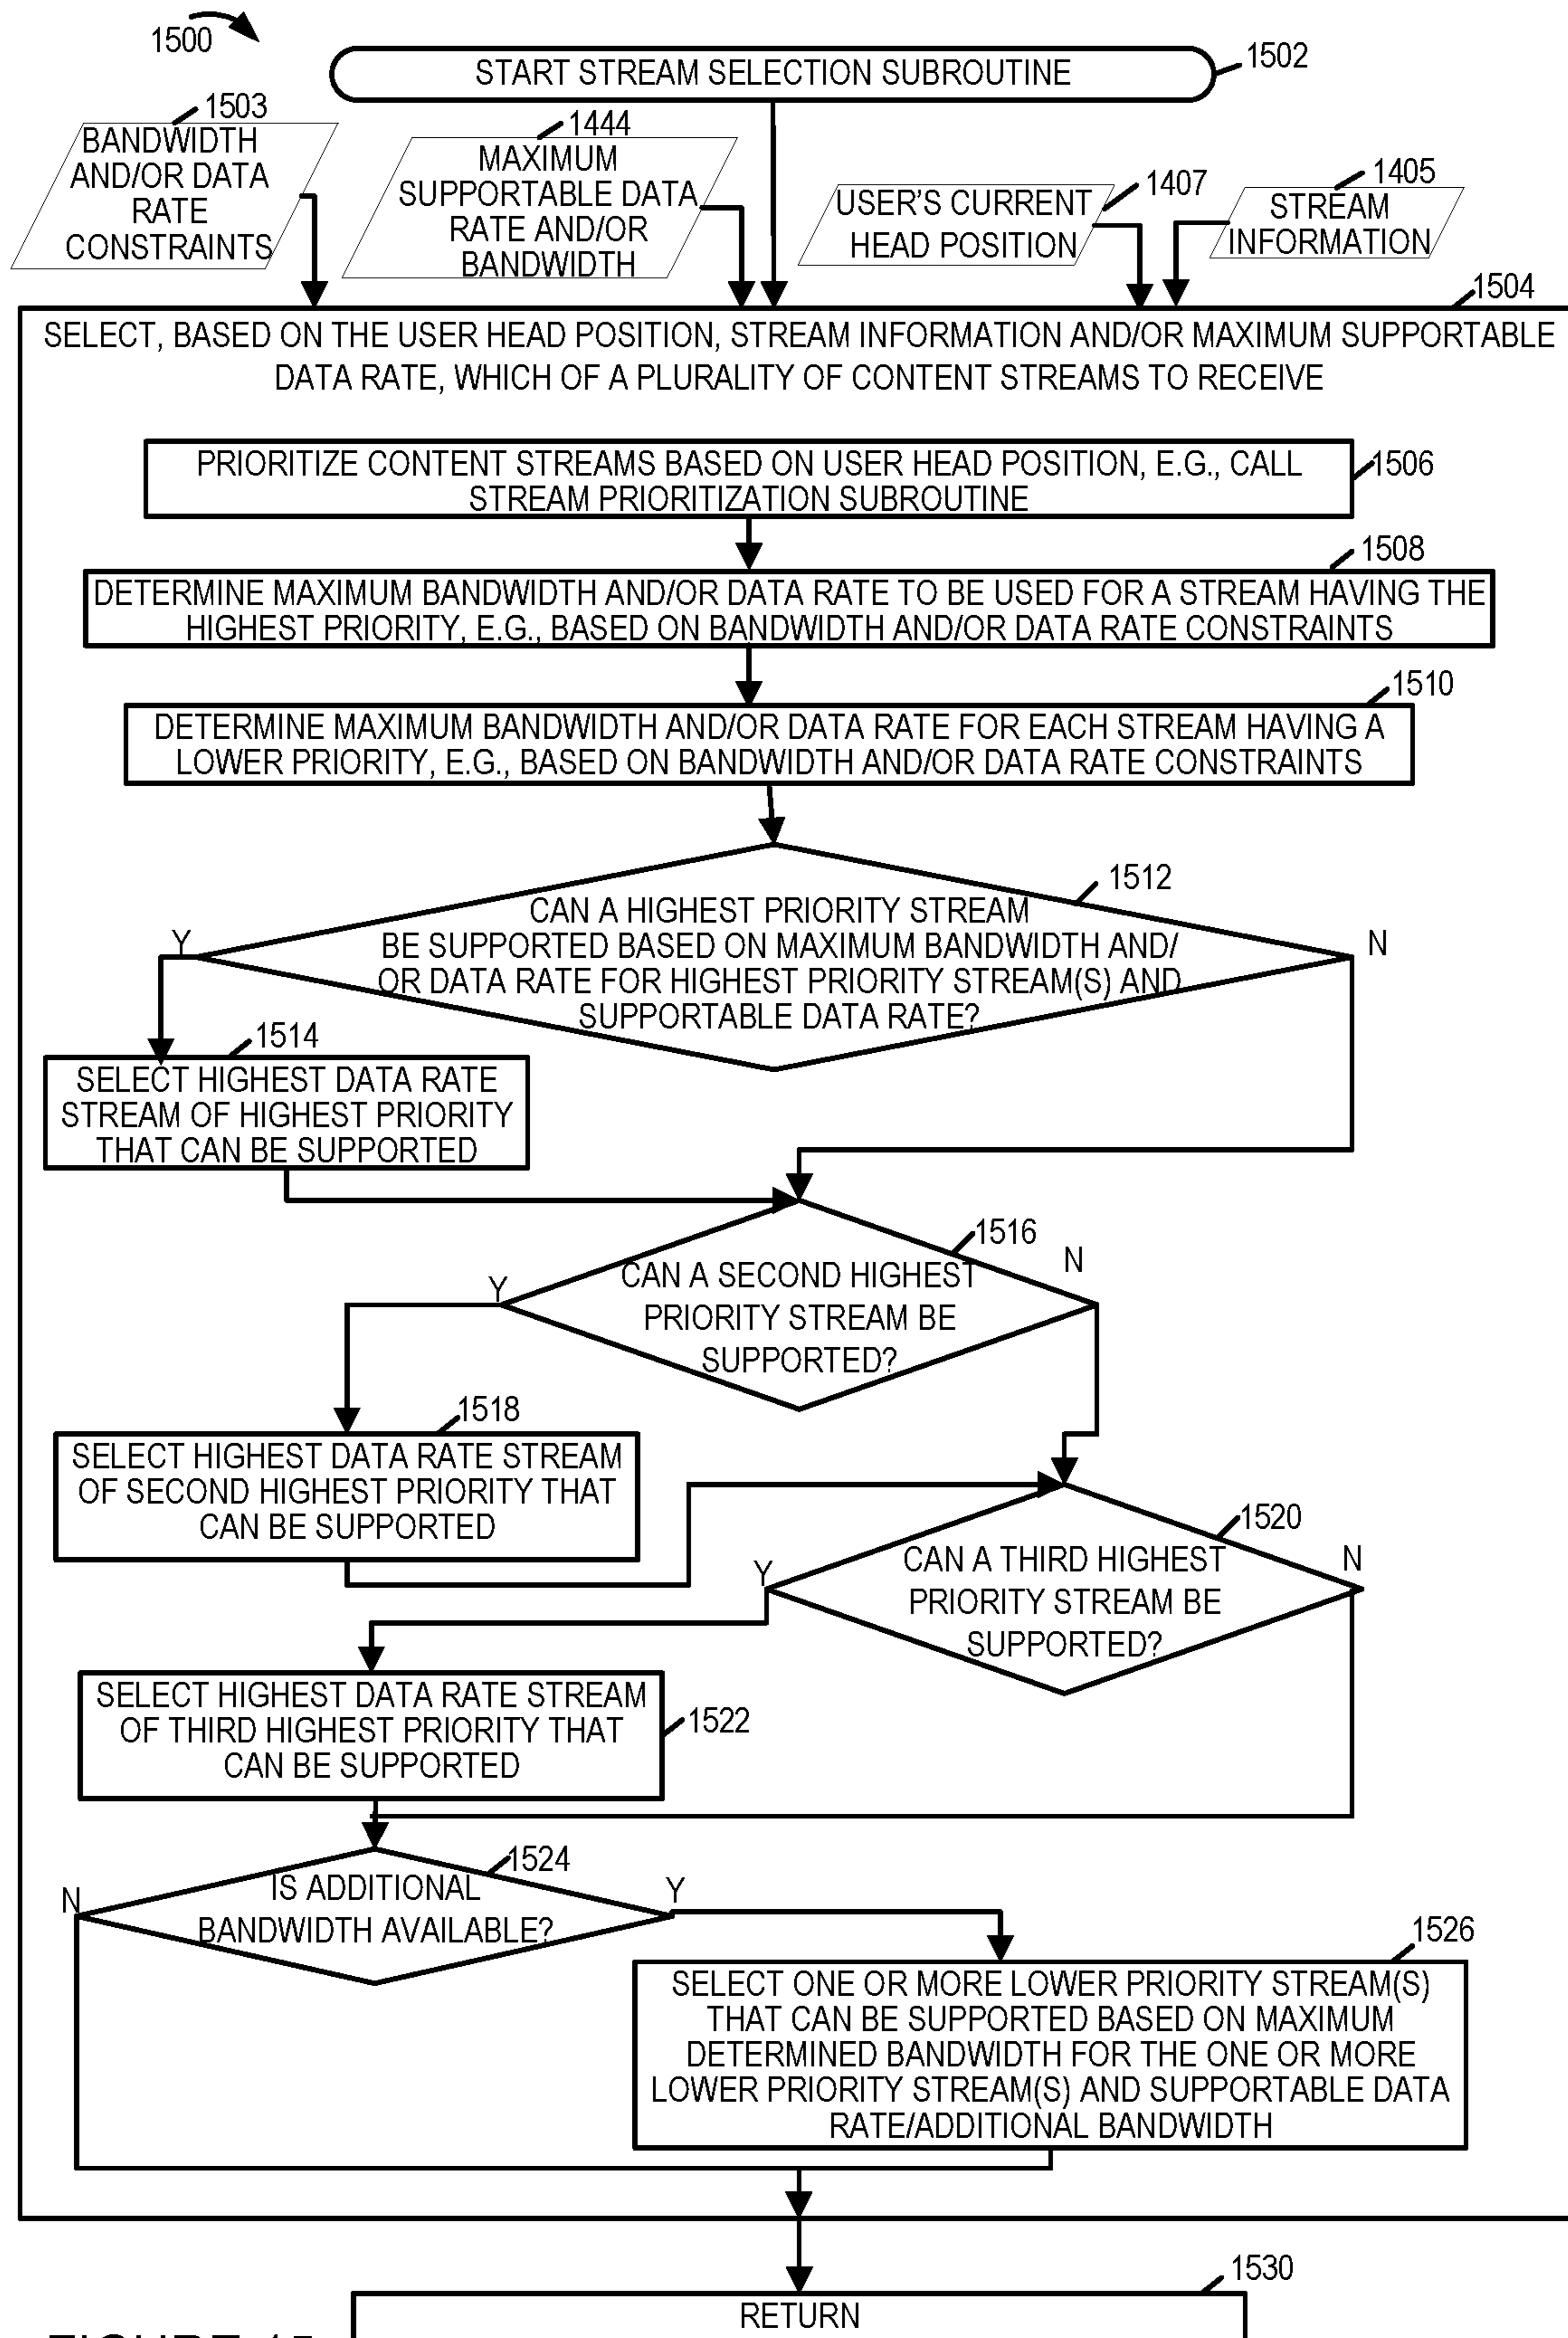 1500
START STREAM SELECTION SUBROUTINE
1502
1503
BANDWIDTH
AND/OR DATA
RATE
CONSTRAINTS
1444
MAXIMUM
SUPPORTABLE DATA
RATE AND/OR
BANDWIDTH
1407
USER'S CURRENT
HEAD POSITION
1405
STREAM
INFORMATION
1504
SELECT, BASED ON THE USER HEAD POSITION, STREAM INFORMATION AND/OR MAXIMUM SUPPORTABLE
DATA RATE, WHICH OF A PLURALITY OF CONTENT STREAMS TO RECEIVE
PRIORITIZE CONTENT STREAMS BASED ON USER HEAD POSITION, E.G., CALL
STREAM PRIORITIZATION SUBROUTINE
1506
1508
DETERMINE MAXIMUM BANDWIDTH AND/OR DATA RATE TO BE USED FOR A STREAM HAVING THE
HIGHEST PRIORITY, E.G., BASED ON BANDWIDTH AND/OR DATA RATE CONSTRAINTS
1510
DETERMINE MAXIMUM BANDWIDTH AND/OR DATA RATE FOR EACH STREAM HAVING A
LOWER PRIORITY, E.G., BASED ON BANDWIDTH AND/OR DATA RATE CONSTRAINTS
1512
CAN A HIGHEST PRIORITY STREAM
BE SUPPORTED BASED ON MAXIMUM BANDWIDTH AND/
OR DATA RATE FOR HIGHEST PRIORITY STREAM(S) AND
SUPPORTABLE DATA RATE?
Y
N
1514
SELECT HIGHEST DATA RATE
STREAM OF HIGHEST PRIORITY
THAT CAN BE SUPPORTED
1516
CAN A SECOND HIGHEST
PRIORITY STREAM BE
SUPPORTED?
Y
N
1518
SELECT HIGHEST DATA RATE STREAM
OF SECOND HIGHEST PRIORITY THAT
CAN BE SUPPORTED
1520
CAN A THIRD HIGHEST
PRIORITY STREAM BE
SUPPORTED?
Y
N
SELECT HIGHEST DATA RATE STREAM
OF THIRD HIGHEST PRIORITY THAT
CAN BE SUPPORTED
1522
1524
IS ADDITIONAL
BANDWIDTH AVAILABLE?
N
Y
1526
SELECT ONE OR MORE LOWER PRIORITY STREAM(S)
THAT CAN BE SUPPORTED BASED ON MAXIMUM
DETERMINED BANDWIDTH FOR THE ONE OR MORE
LOWER PRIORITY STREAM(S) AND SUPPORTABLE DATA
RATE/ADDITIONAL BANDWIDTH
1530
RETURN
FIGURE 15